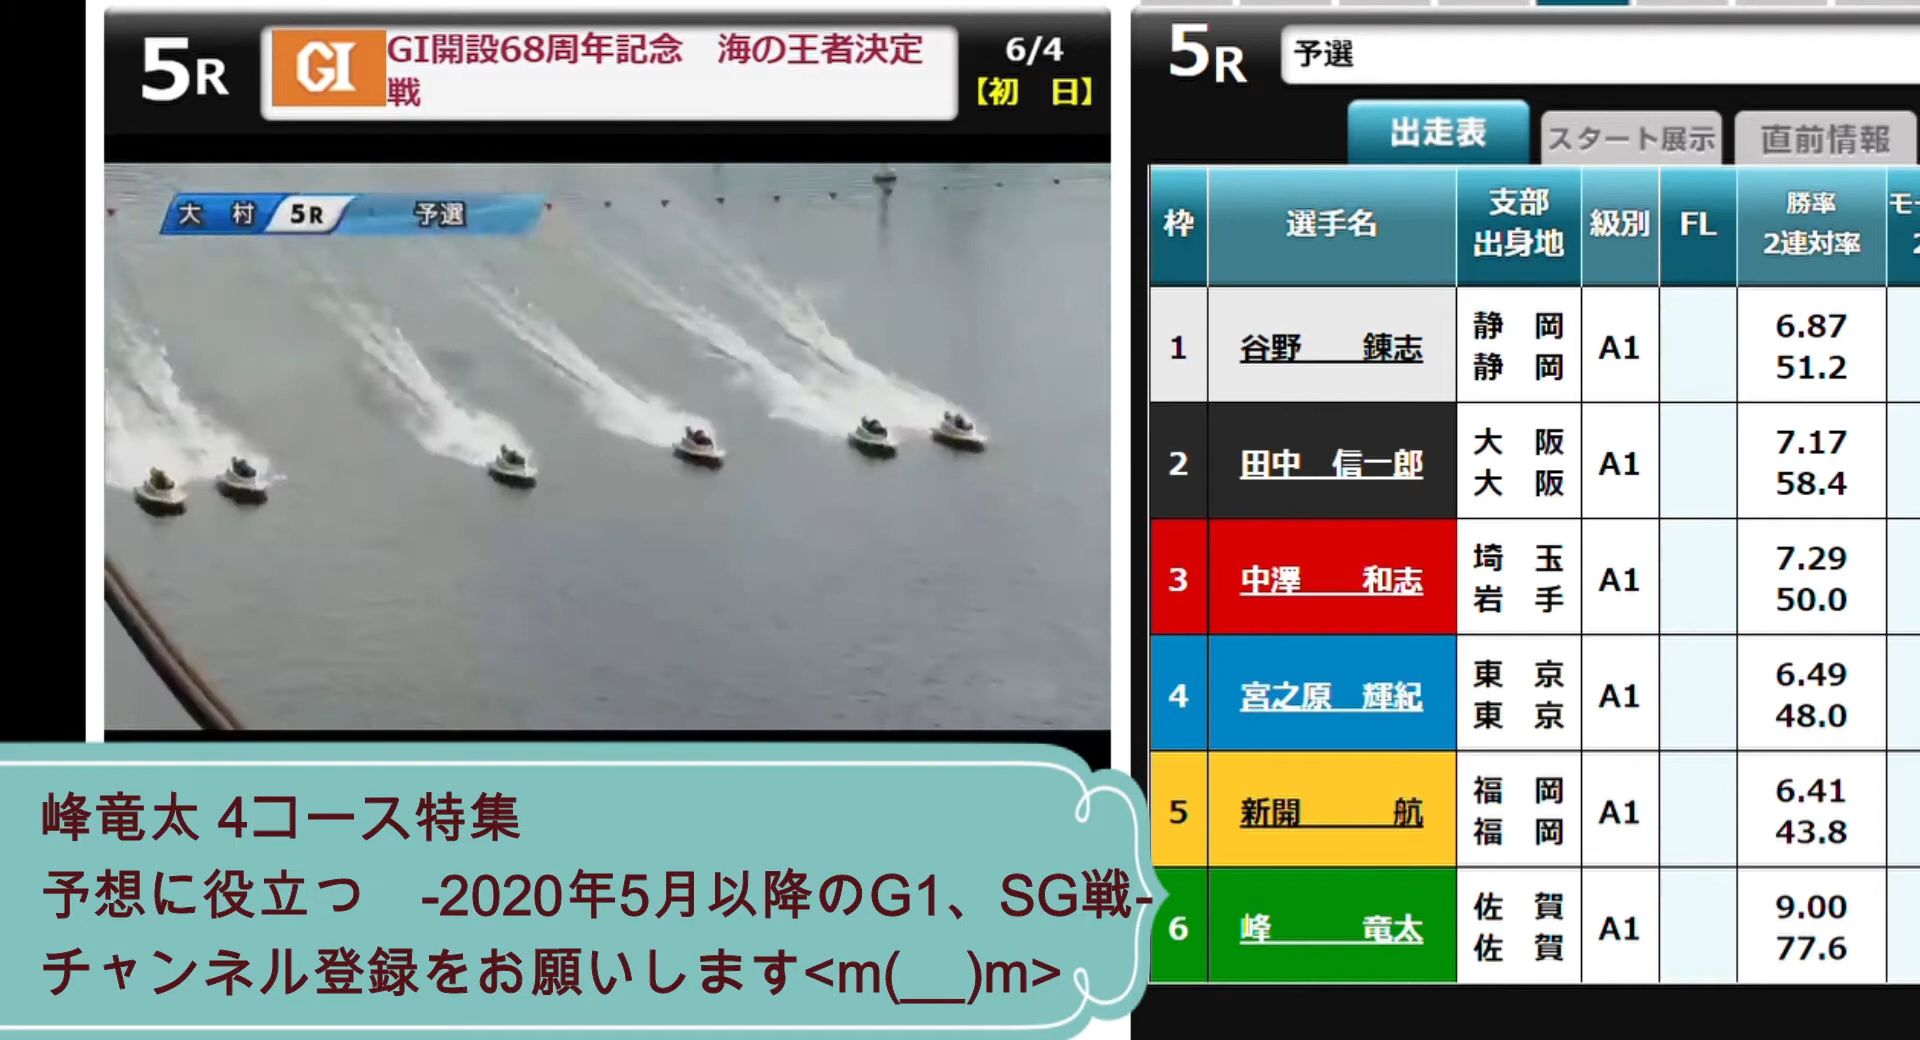 5R
GI
GI開設68周年記念　海の王者決定
戦
6/4
【初　日】
大　村 5R 予選
5R 予選
出走表 スタート展示 直前情報
枠 選手名 支部 出身地 級別 FL 勝率 2連対率
1 谷野　錬志 静　岡 静　岡 A1 6.87 51.2
2 田中　信一郎 大　阪 大　阪 A1 7.17 58.4
3 中澤　和志 埼　玉 岩　手 A1 7.29 50.0
4 宮之原　輝紀 東　京 東　京 A1 6.49 48.0
5 新開　航 福　岡 福　岡 A1 6.41 43.8
6 峰　竜太 佐　賀 佐　賀 A1 9.00 77.6
峰竜太 4コース特集
予想に役立つ　-2020年5月以降のG1、SG戦-
チャンネル登録をお願いします<m(__)m>